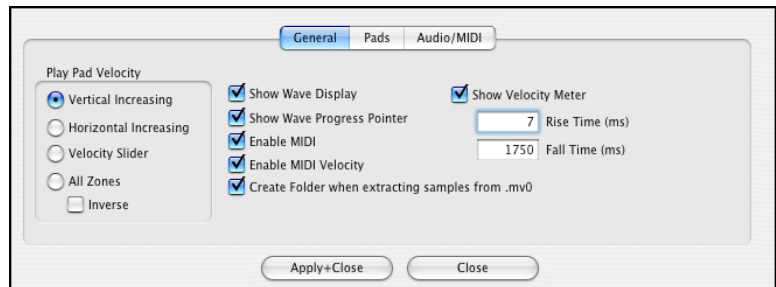 General Pads Audio/MIDI
Play Pad Velocity
Vertical Increasing
Horizontal Increasing
Velocity Slider
All Zones
Inverse
Show Wave Display
Show Wave Progress Pointer
Enable MIDI
Enable MIDI Velocity
Create Folder when extracting samples from .mv0
Show Velocity Meter
7 Rise Time (ms)
1750 Fall Time (ms)
Apply+Close Close